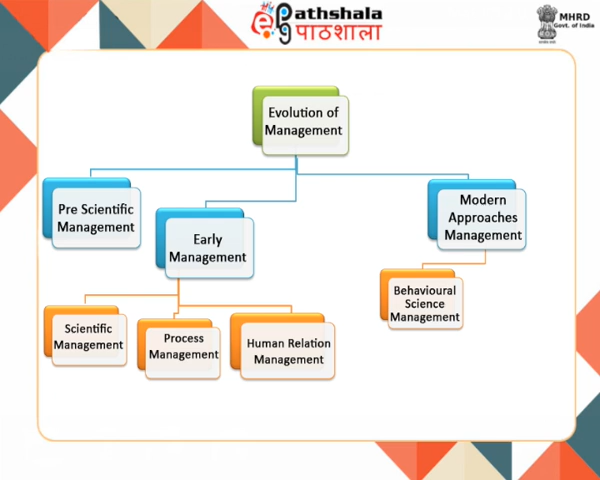 ePathshala
पाठशाला
MHRD
Govt. of India
Evolution of
Management
Pre Scientific
Management
Early
Management
Modern
Approaches
Management
Scientific
Management
Process
Management
Human Relation
Management
Behavioural
Science
Management